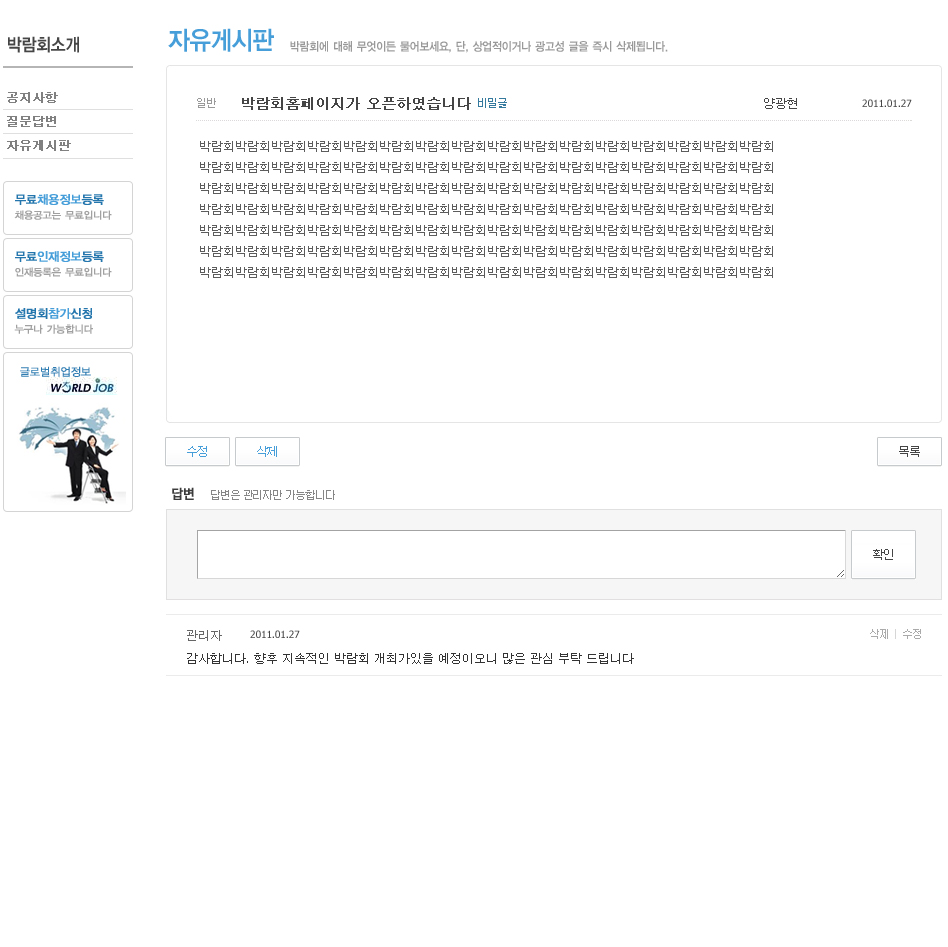 박람회소개
공지사항
질문답변
자유게시판
무료채용정보등록
채용공고는 무료입니다
무료인재정보등록
인재등록은 무료입니다
설명회참가신청
누구나 가능합니다
글로벌취업정보
WORLD JOB
자유게시판 박람회에 대해 무엇이든 물어보세요, 단, 상업적이거나 광고성 글을 즉시 삭제됩니다.
일반 박람회홈페이지가 오픈하였습니다 비밀글 양광현 2011.01.27
박람회박람회박람회박람회박람회박람회박람회박람회박람회박람회박람회박람회박람회박람회박람회박람회
박람회박람회박람회박람회박람회박람회박람회박람회박람회박람회박람회박람회박람회박람회박람회박람회
박람회박람회박람회박람회박람회박람회박람회박람회박람회박람회박람회박람회박람회박람회박람회박람회
박람회박람회박람회박람회박람회박람회박람회박람회박람회박람회박람회박람회박람회박람회박람회박람회
박람회박람회박람회박람회박람회박람회박람회박람회박람회박람회박람회박람회박람회박람회박람회박람회
박람회박람회박람회박람회박람회박람회박람회박람회박람회박람회박람회박람회박람회박람회박람회박람회
박람회박람회박람회박람회박람회박람회박람회박람회박람회박람회박람회박람회박람회박람회박람회박람회
수정 삭제 목록
답변 답변은 관리자만 가능합니다
확인
관리자 2011.01.27 삭제 | 수정
감사합니다. 향후 지속적인 박람회 개최가있을 예정이오니 많은 관심 부탁 드립니다